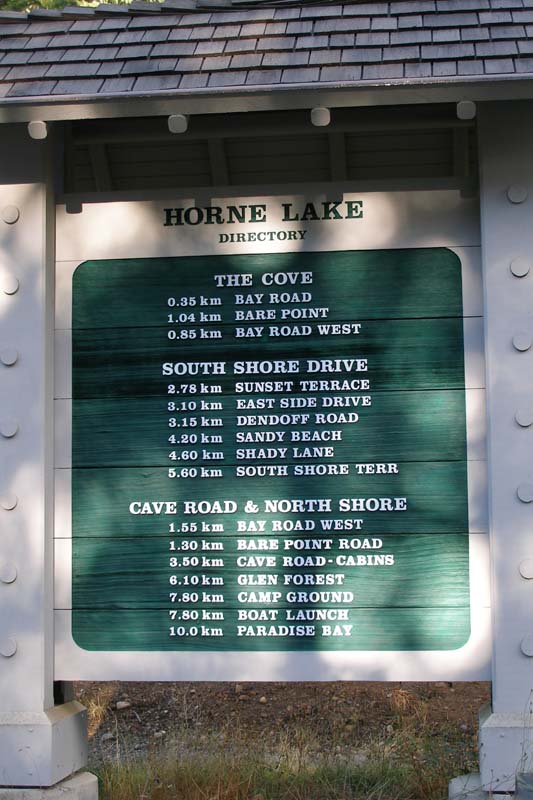 HORNE LAKE
DIRECTORY
THE COVE
0.35 km BAY ROAD
1.04 km BARE POINT
0.85 km BAY ROAD WEST
SOUTH SHORE DRIVE
2.78 km SUNSET TERRACE
3.10 km EAST SIDE DRIVE
3.15 km DENDOFF ROAD
4.20 km SANDY BEACH
4.60 km SHADY LANE
5.60 km SOUTH SHORE TERR
CAVE ROAD & NORTH SHORE
1.55 km BAY ROAD WEST
1.30 km BARE POINT ROAD
3.50 km CAVE ROAD - CABINS
6.10 km GLEN FOREST
7.80 km CAMP GROUND
7.80 km BOAT LAUNCH
10.0 km PARADISE BAY